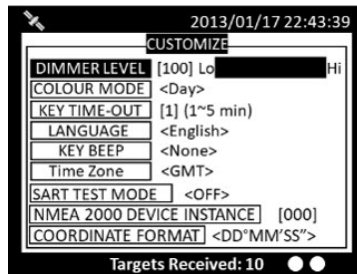 2013/01/17 22:43:39
CUSTOMIZE
DIMMER LEVEL [100] Lo Hi
COLOUR MODE <Day>
KEY TIME-OUT [1] (1~5 min)
LANGUAGE <English>
KEY BEEP <None>
Time Zone <GMT>
SART TEST MODE <OFF>
NMEA 2000 DEVICE INSTANCE [000]
COORDINATE FORMAT <DD°MM'SS">
Targets Received: 10